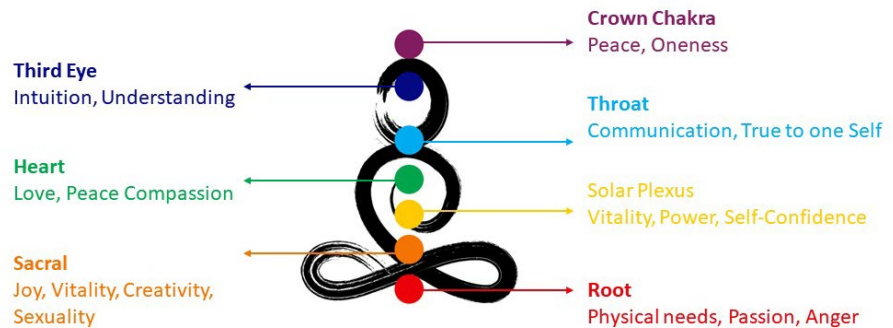 Crown Chakra
Peace, Oneness
Third Eye
Intuition, Understanding
Throat
Communication, True to one Self
Heart
Love, Peace Compassion
Solar Plexus
Vitality, Power, Self-Confidence
Sacral
Joy, Vitality, Creativity,
Sexuality
Root
Physical needs, Passion, Anger